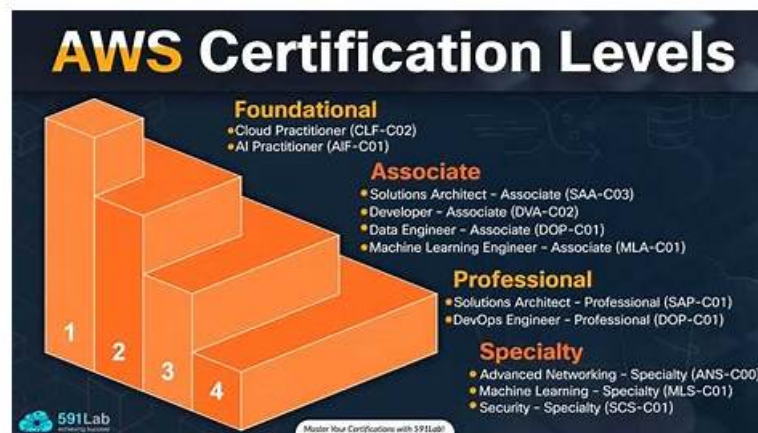 AWS Certification Levels
Foundational
•Cloud Practitioner (CLF-C02)
•AI Practitioner (AIF-C01)
Associate
•Solutions Architect – Associate (SAA-C03)
•Developer – Associate (DVA-C02)
•Data Engineer – Associate (DOP-C01)
•Machine Learning Engineer – Associate (MLA-C01)
Professional
•Solutions Architect – Professional (SAP-C01)
•DevOps Engineer – Professional (DOP-C01)
Specialty
•Advanced Networking – Specialty (ANS-C00)
•Machine Learning – Specialty (MLS-C01)
•Security – Specialty (SCS-C01)
1
2
3
4
591Lab
Achieving Success
Master Your Certifications with 591Lab!